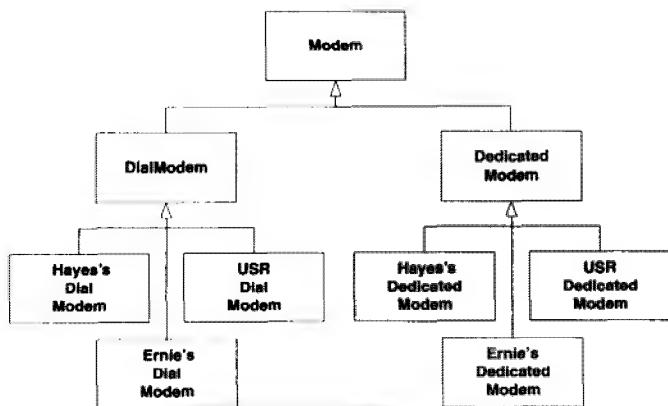 Modem
DialModem
Dedicated
Modem
Hayes's
Dial
Modem
USR
Dial
Modem
Hayes's
Dedicated
Modem
USR
Dedicated
Modem
Ernie's
Dial
Modem
Ernie's
Dedicated
Modem